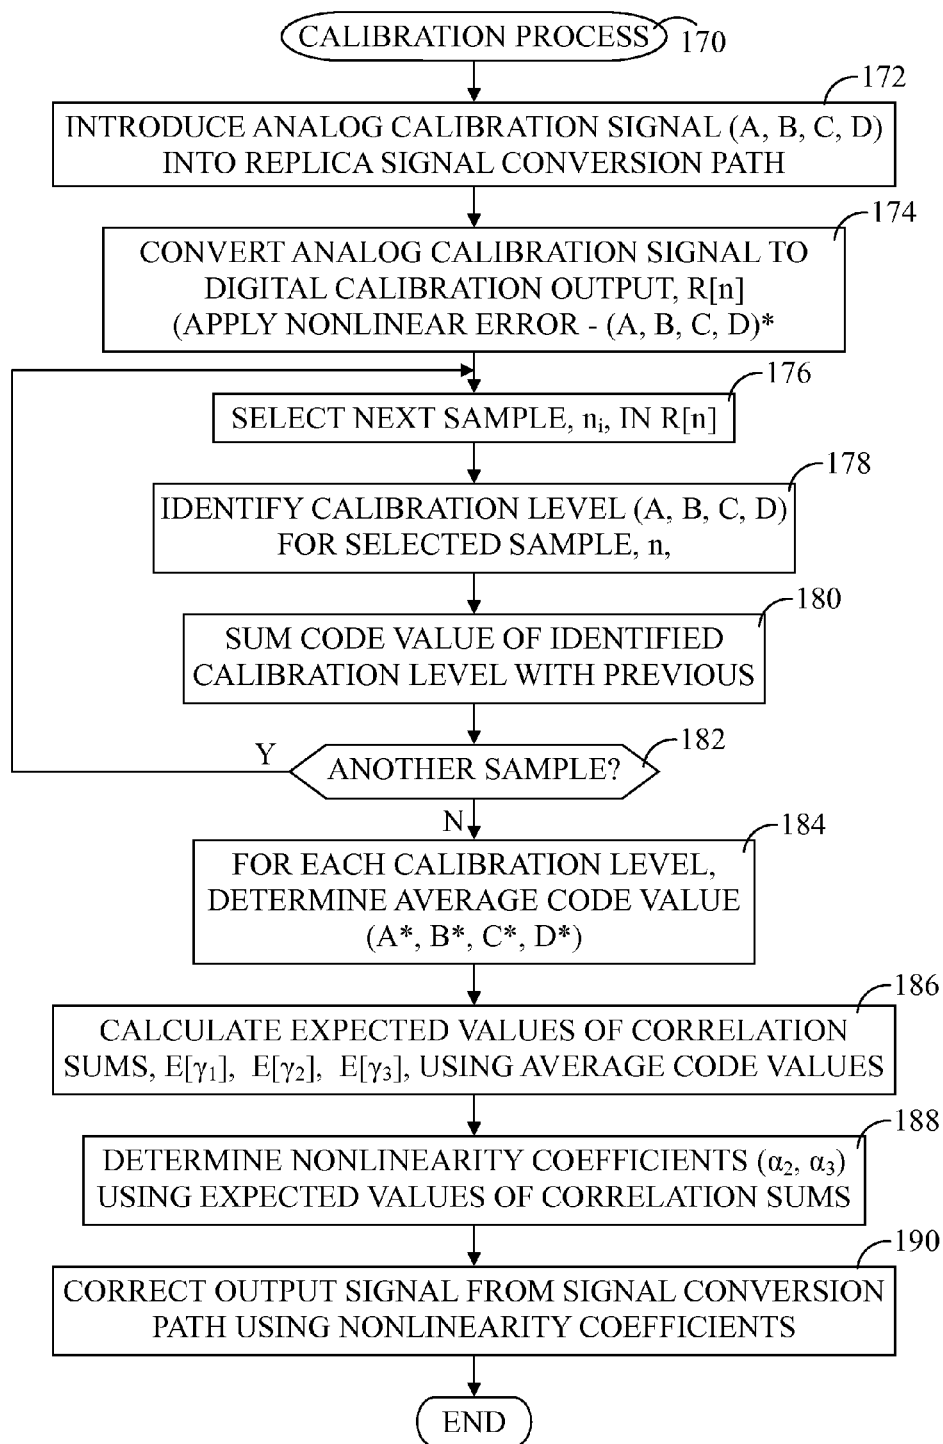 CALIBRATION PROCESS
170
172
INTRODUCE ANALOG CALIBRATION SIGNAL (A, B, C, D)
INTO REPLICA SIGNAL CONVERSION PATH
174
CONVERT ANALOG CALIBRATION SIGNAL TO
DIGITAL CALIBRATION OUTPUT, R[n]
(APPLY NONLINEAR ERROR - (A, B, C, D)*
176
SELECT NEXT SAMPLE, nᵢ, IN R[n]
178
IDENTIFY CALIBRATION LEVEL (A, B, C, D)
FOR SELECTED SAMPLE, n,
180
SUM CODE VALUE OF IDENTIFIED
CALIBRATION LEVEL WITH PREVIOUS
182
Y
ANOTHER SAMPLE?
N
184
FOR EACH CALIBRATION LEVEL,
DETERMINE AVERAGE CODE VALUE
(A*, B*, C*, D*)
186
CALCULATE EXPECTED VALUES OF CORRELATION
SUMS, E[γ₁], E[γ₂], E[γ₃], USING AVERAGE CODE VALUES
188
DETERMINE NONLINEARITY COEFFICIENTS (α₂, α₃)
USING EXPECTED VALUES OF CORRELATION SUMS
190
CORRECT OUTPUT SIGNAL FROM SIGNAL CONVERSION
PATH USING NONLINEARITY COEFFICIENTS
END